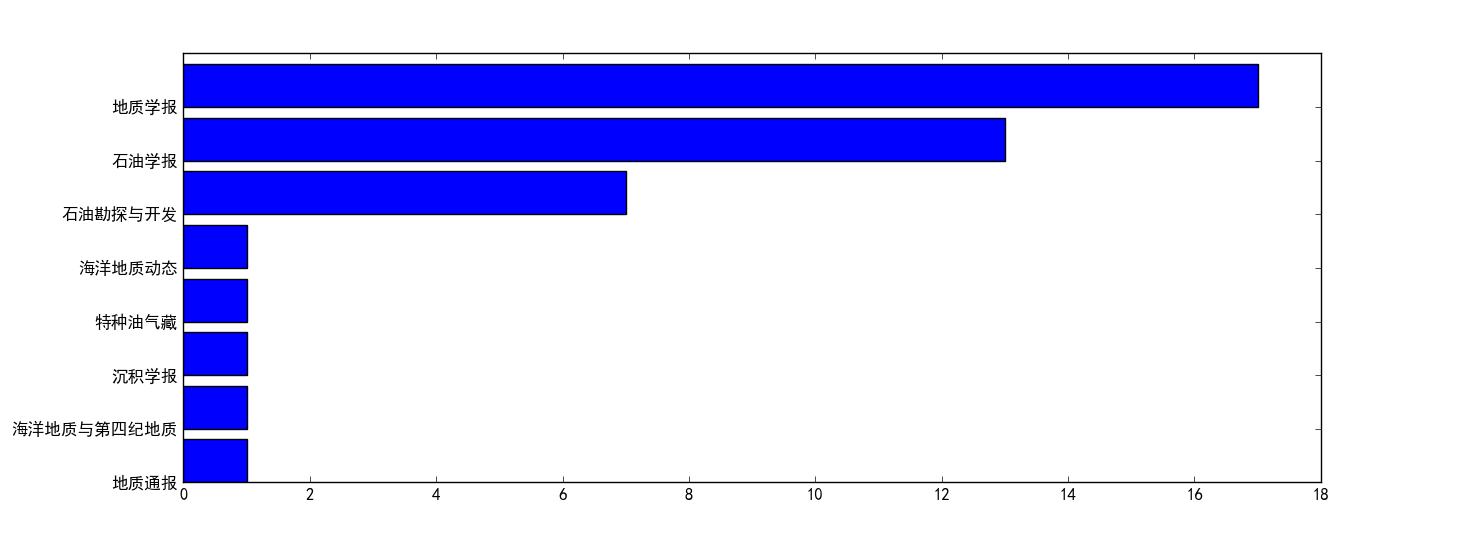 地质学报
石油学报
石油勘探与开发
海洋地质动态
特种油气藏
沉积学报
海洋地质与第四纪地质
地质通报
0 2 4 6 8 10 12 14 16 18